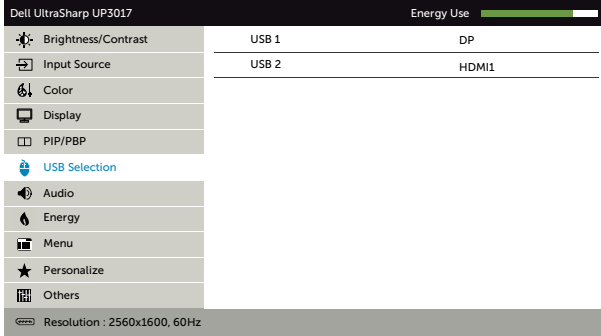 Dell UltraSharp UP3017 Energy Use
Brightness/Contrast USB 1 DP
Input Source USB 2 HDMI1
Color
Display
PIP/PBP
USB Selection
Audio
Energy
Menu
Personalize
Others
Resolution : 2560x1600, 60Hz